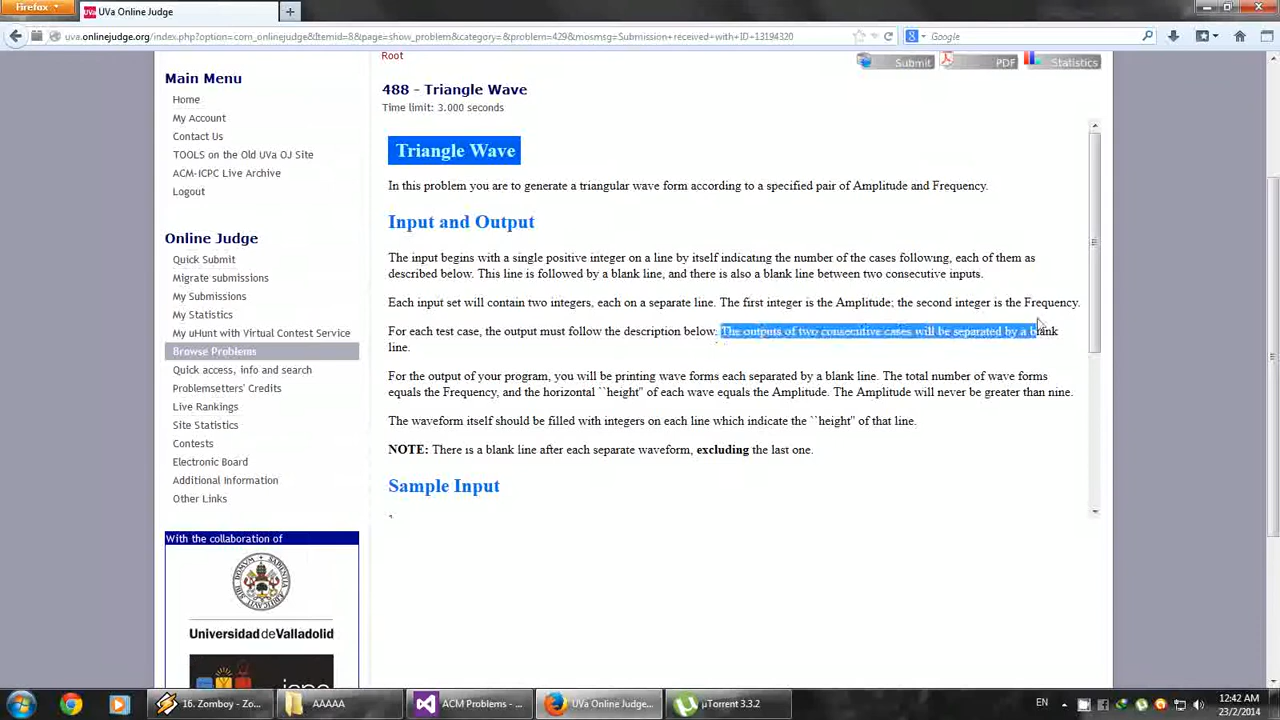 Firefox
UVa Online Judge
uva.onlinejudge.org/index.php?option=com_onlinejudge&Itemid=8&page=show_problem&category=&problem=429&mosmsg=Submission+received+with+ID+13194320
Google
Root
Submit
PDF
Statistics
Main Menu
Home
My Account
Contact Us
TOOLS on the Old UVa OJ Site
ACM-ICPC Live Archive
Logout
Online Judge
Quick Submit
Migrate submissions
My Submissions
My Statistics
My uHunt with Virtual Contest Service
Browse Problems
Quick access, info and search
Problemsetters' Credits
Live Rankings
Site Statistics
Contests
Electronic Board
Additional Information
Other Links
With the collaboration of
Universidad de Valladolid
488 - Triangle Wave
Time limit: 3.000 seconds
Triangle Wave
In this problem you are to generate a triangular wave form according to a specified pair of Amplitude and Frequency.
Input and Output
The input begins with a single positive integer on a line by itself indicating the number of the cases following, each of them as
described below. This line is followed by a blank line, and there is also a blank line between two consecutive inputs.
Each input set will contain two integers, each on a separate line. The first integer is the Amplitude; the second integer is the Frequency.
For each test case, the output must follow the description below. The outputs of two consecutive cases will be separated by a blank
line.
For the output of your program, you will be printing wave forms each separated by a blank line. The total number of wave forms
equals the Frequency, and the horizontal ``height'' of each wave equals the Amplitude. The Amplitude will never be greater than nine.
The waveform itself should be filled with integers on each line which indicate the ``height'' of that line.
NOTE: There is a blank line after each separate waveform, excluding the last one.
Sample Input
16. Zomboy - Zo...
AAAAA
ACM Problems - ...
UVa Online Judge...
µTorrent 3.3.2
EN
12:42 AM
23/2/2014